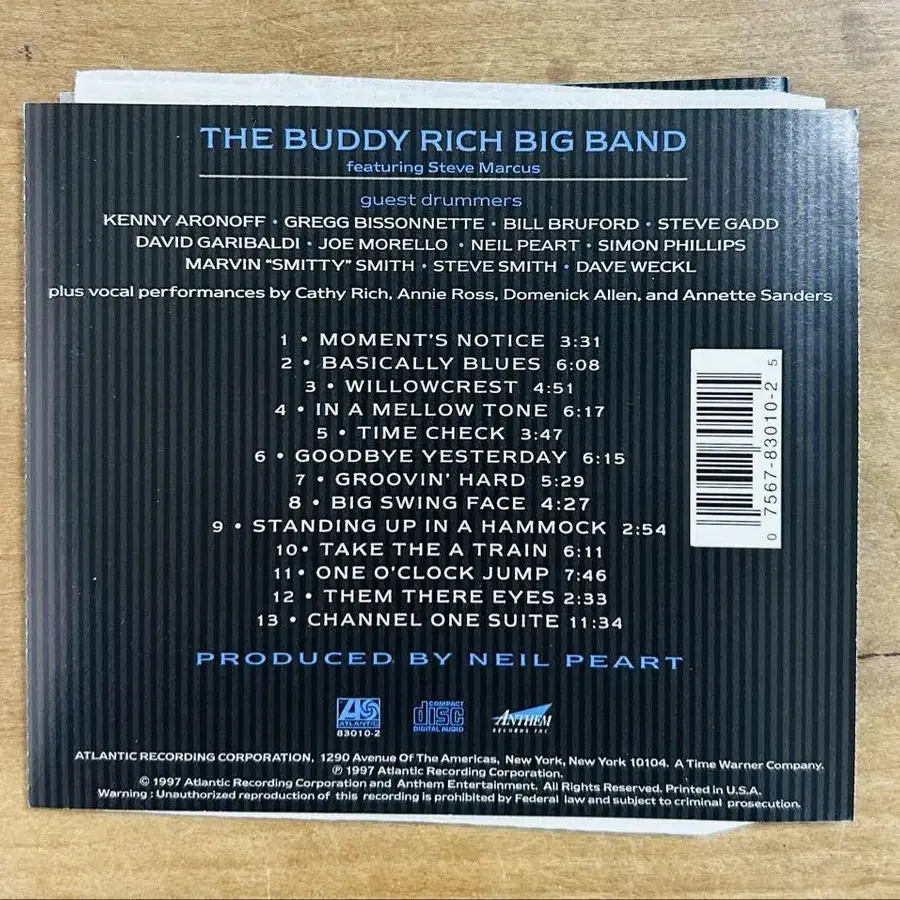 THE BUDDY RICH BIG BAND
featuring Steve Marcus
guest drummers
KENNY ARONOFF • GREGG BISSONNETTE • BILL BRUFORD • STEVE GADD
DAVID GARIBALDI • JOE MORELLO • NEIL PEART • SIMON PHILLIPS
MARVIN "SMITTY" SMITH • STEVE SMITH • DAVE WECKL
plus vocal performances by Cathy Rich, Annie Ross, Domenick Allen, and Annette Sanders
1 • MOMENT'S NOTICE 3:31
2 • BASICALLY BLUES 6:08
3 • WILLOWCREST 4:51
4 • IN A MELLOW TONE 6:17
5 • TIME CHECK 3:47
6 • GOODBYE YESTERDAY 6:15
7 • GROOVIN' HARD 5:29
8 • BIG SWING FACE 4:27
9 • STANDING UP IN A HAMMOCK 2:54
10 • TAKE THE A TRAIN 6:11
11 • ONE O'CLOCK JUMP 7:46
12 • THEM THERE EYES 2:33
13 • CHANNEL ONE SUITE 11:34
0 7567-83010-2 5
PRODUCED BY NEIL PEART
ATLANTIC
83010-2
COMPACT
disc
DIGITAL AUDIO
ANTHEM
RECORDS INC
ATLANTIC RECORDING CORPORATION, 1290 Avenue Of The Americas, New York, New York 10104. A Time Warner Company.
℗ 1997 Atlantic Recording Corporation.
© 1997 Atlantic Recording Corporation and Anthem Entertainment. All Rights Reserved. Printed in U.S.A.
Warning : Unauthorized reproduction of this recording is prohibited by Federal law and subject to criminal prosecution.